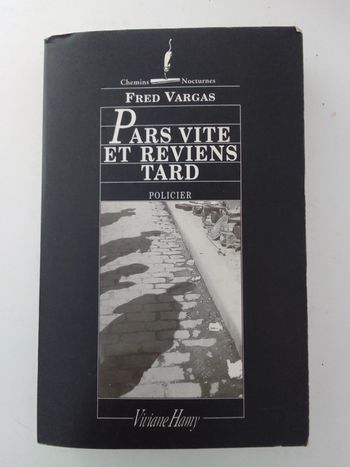 Chemins Nocturnes
FRED VARGAS
PARS VITE
ET REVIENS
TARD
POLICIER
Viviane Hamy